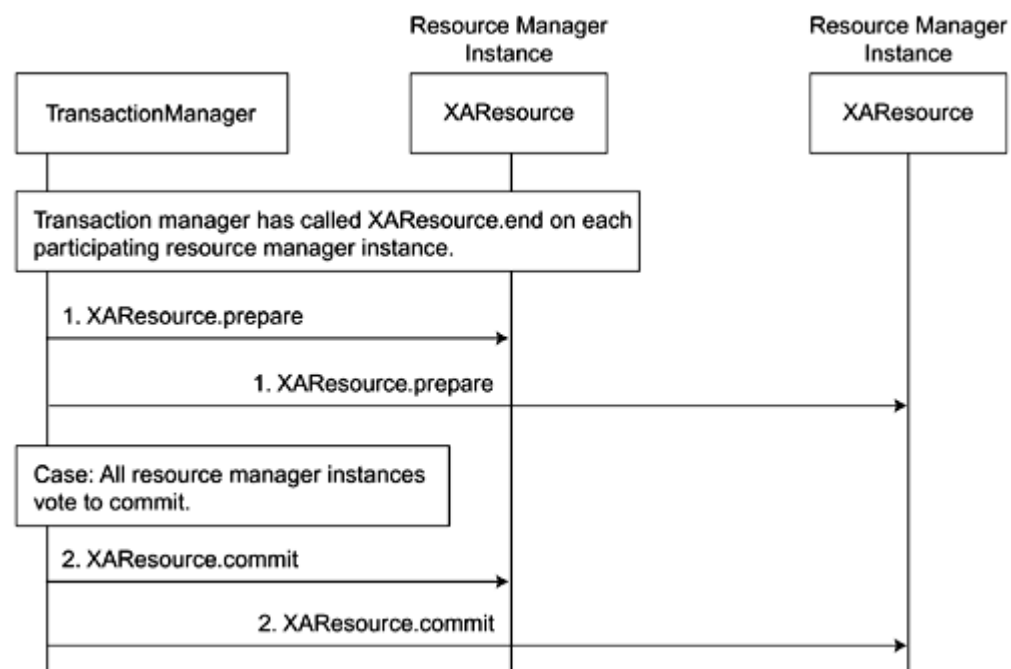 Resource Manager
Instance
Resource Manager
Instance
TransactionManager
XAResource
XAResource
Transaction manager has called XAResource.end on each
participating resource manager instance.
1. XAResource.prepare
1. XAResource.prepare
Case: All resource manager instances
vote to commit.
2. XAResource.commit
2. XAResource.commit